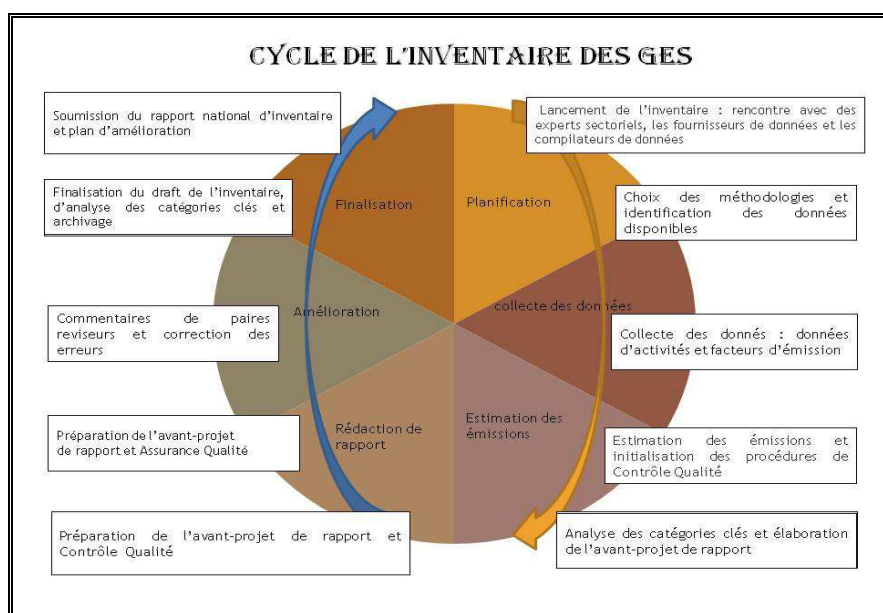 CYCLE DE L'INVENTAIRE DES GES
Soumission du rapport national d'inventaire
et plan d'amélioration
Lancement de l'inventaire : rencontre avec des
experts sectoriels, les fournisseurs de données et les
compilateurs de données
Finalisation du draft de l'inventaire,
d'analyse des catégories clés et
archivage
Finalisation
Planification
Choix des méthodologies et
identification des données
disponibles
Commentaires de paires
reviseurs et correction des
erreurs
Amélioration
collecte des données
Collecte des donnés : données
d'activités et facteurs d'émission
Préparation de l'avant-projet
de rapport et Assurance Qualité
Rédaction de
rapport
Estimation des
émissions
Estimation des émissions et
initialisation des procédures de
Contrôle Qualité
Préparation de l'avant-projet de rapport et
Contrôle Qualité
Analyse des catégories clés et élaboration
de l'avant-projet de rapport